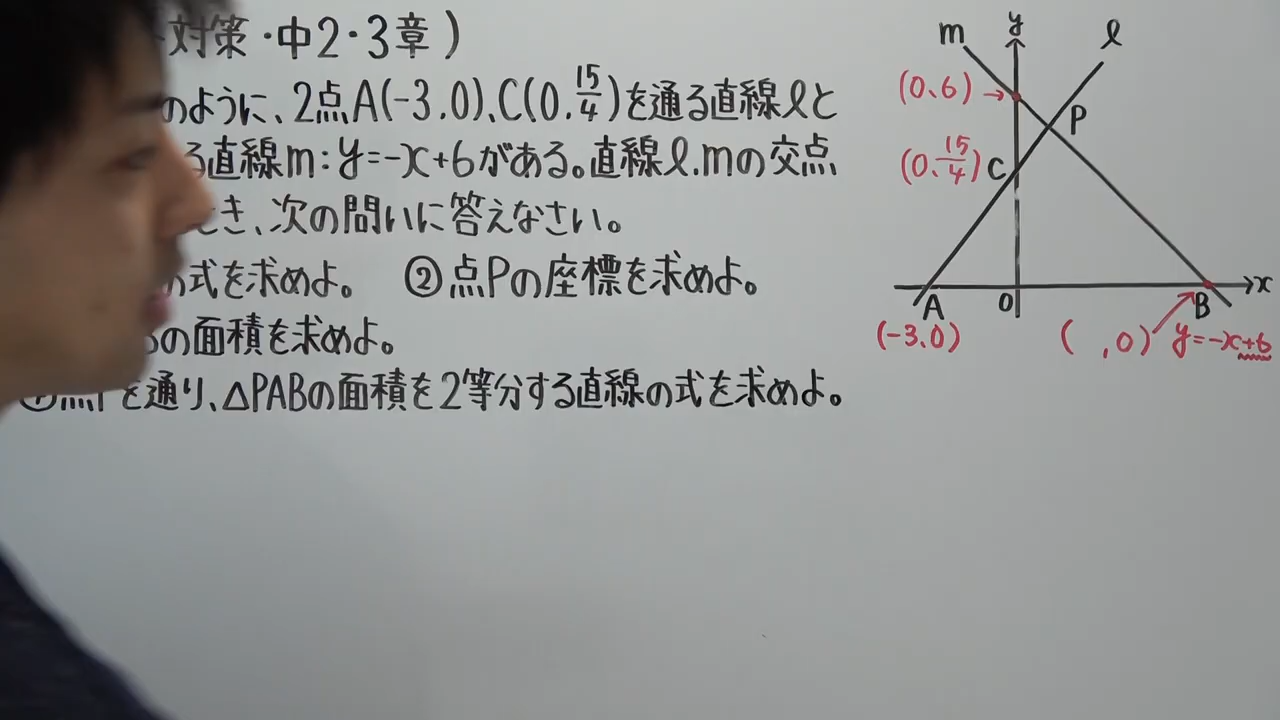 対策・中2・3章)
のように、2点A(-3.0)、C(0.15/4)を通る直線ℓと
直線m:y=-x+6がある。直線ℓ.mの交点
き、次の問いに答えなさい。
の式を求めよ。 ②点Pの座標を求めよ。
の面積を求めよ。
を通り、△PABの面積を2等分する直線の式を求めよ。
m y ℓ
(0.6)→ P
(0.15/4) C
A O B x
(-3.0) ( ,0) y=-x+6